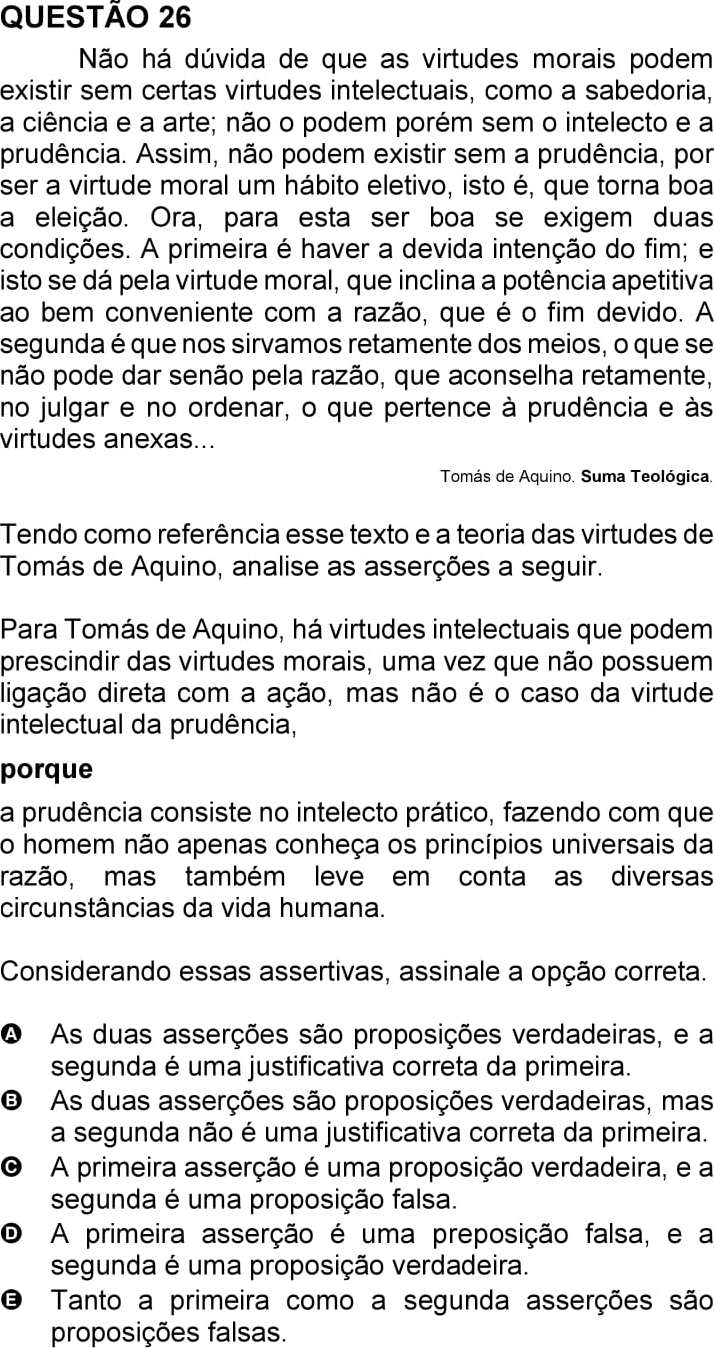 QUESTÃO 26
Não há dúvida de que as virtudes morais podem
existir sem certas virtudes intelectuais, como a sabedoria,
a ciência e a arte; não o podem porém sem o intelecto e a
prudência. Assim, não podem existir sem a prudência, por
ser a virtude moral um hábito eletivo, isto é, que torna boa
a eleição. Ora, para esta ser boa se exigem duas
condições. A primeira é haver a devida intenção do fim; e
isto se dá pela virtude moral, que inclina a potência apetitiva
ao bem conveniente com a razão, que é o fim devido. A
segunda é que nos sirvamos retamente dos meios, o que se
não pode dar senão pela razão, que aconselha retamente,
no julgar e no ordenar, o que pertence à prudência e às
virtudes anexas...
Tomás de Aquino. Suma Teológica.
Tendo como referência esse texto e a teoria das virtudes de
Tomás de Aquino, analise as asserções a seguir.
Para Tomás de Aquino, há virtudes intelectuais que podem
prescindir das virtudes morais, uma vez que não possuem
ligação direta com a ação, mas não é o caso da virtude
intelectual da prudência,
porque
a prudência consiste no intelecto prático, fazendo com que
o homem não apenas conheça os princípios universais da
razão, mas também leve em conta as diversas
circunstâncias da vida humana.
Considerando essas assertivas, assinale a opção correta.
A As duas asserções são proposições verdadeiras, e a
segunda é uma justificativa correta da primeira.
B As duas asserções são proposições verdadeiras, mas
a segunda não é uma justificativa correta da primeira.
C A primeira asserção é uma proposição verdadeira, e a
segunda é uma proposição falsa.
D A primeira asserção é uma preposição falsa, e a
segunda é uma proposição verdadeira.
E Tanto a primeira como a segunda asserções são
proposições falsas.